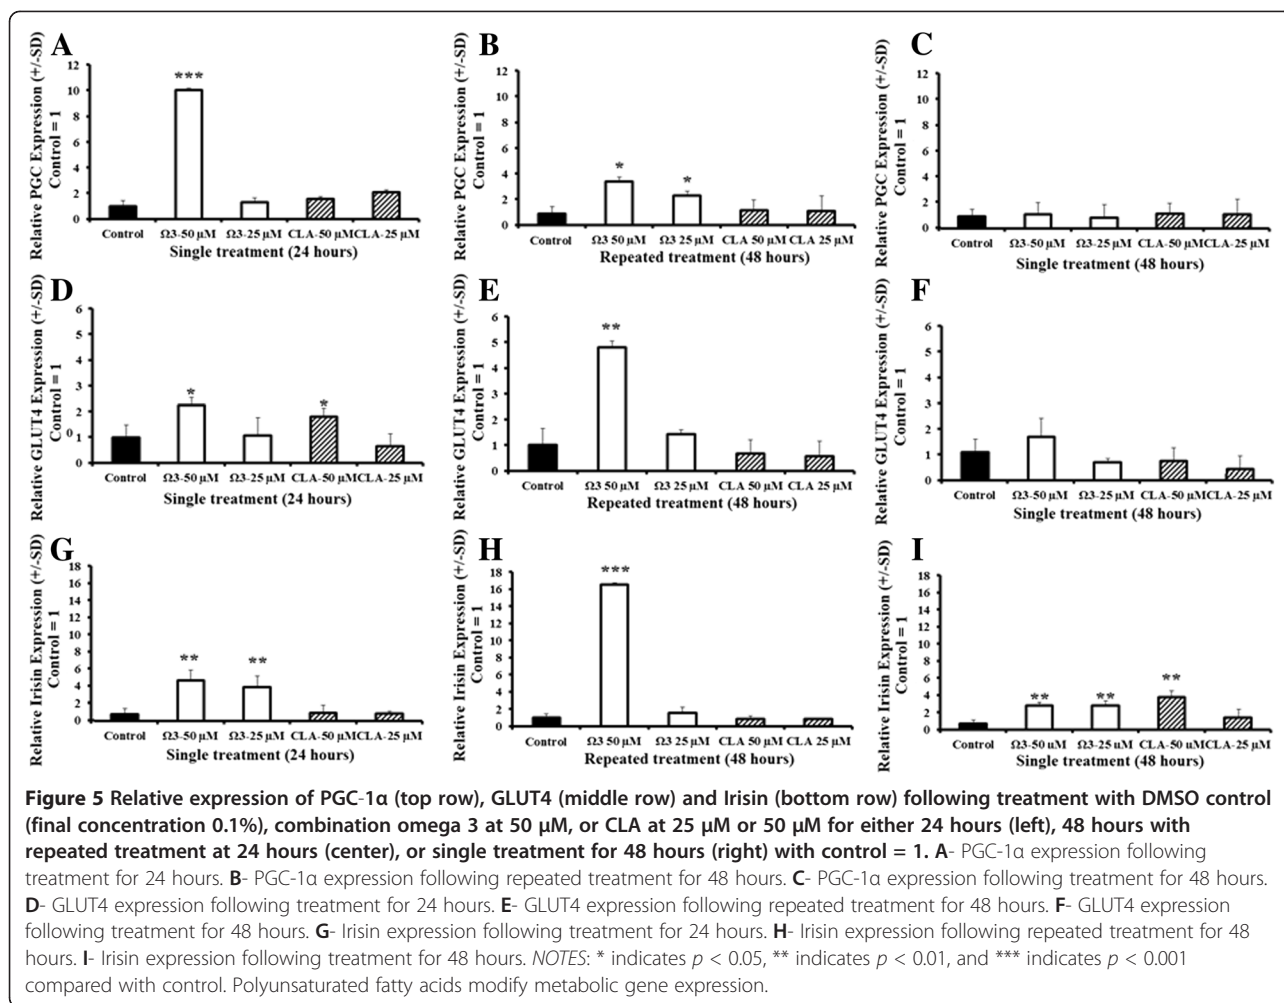 A
Relative PGC Expression (+/-SD)
Control = 1
12
10
8
6
4
2
0
***
Control Ω3-50 µM Ω3-25 µM CLA-50 µM CLA-25 µM
Single treatment (24 hours)
B
Relative PGC Expression (+/-SD)
Control = 1
12
10
8
6
4
2
0
* *
Control Ω3 50 µM Ω3 25 µM CLA 50 µM CLA 25 µM
Repeated treatment (48 hours)
C
Relative PGC Expression (+/-SD)
Control = 1
12
10
8
6
4
2
0
Control Ω3-50 µM Ω3-25 µM CLA-50 µM CLA-25 µM
Single treatment (48 hours)
D
Relative GLUT4 Expression (+/-SD)
Control = 1
6
5
4
3
2
1
0
0
* *
Control Ω3-50 µM Ω3-25 µM CLA-50 µM CLA-25 µM
Single treatment (24 hours)
E
Relative GLUT4 Expression (+/-SD)
Control = 1
6
5
4
3
2
1
0
**
Control Ω3 50 µM Ω3 25 µM CLA 50 µM CLA 25 µM
Repeated treatment (48 hours)
F
Relative GLUT4 Expression (+/-SD)
Control = 1
6
5
4
3
2
1
0
Control Ω3-50 µM Ω3-25 µM CLA-50 µM CLA-25 µM
Single treatment (48 hours)
G
Relative Irisin Expression (+/-SD)
Control = 1
18
16
14
12
10
8
6
4
2
0
** **
Control Ω3-50 µM Ω3-25 µM CLA-50 µM CLA-25 µM
Single treatment (24 hours)
H
Relative Irisin Expression (+/-SD)
Control = 1
18
16
14
12
10
8
6
4
2
0
***
Control Ω3 50 µM Ω3 25 µM CLA 50 µM CLA 25 µM
Repeated treatment (48 hours)
I
Relative Irisin Expression (+/-SD)
Control = 1
18
16
14
12
10
8
6
4
2
0
** ** **
Control Ω3-50 µM Ω3-25 µM CLA-50 µM CLA-25 µM
Single treatment (48 hours)
Figure 5 Relative expression of PGC-1α (top row), GLUT4 (middle row) and Irisin (bottom row) following treatment with DMSO control
(final concentration 0.1%), combination omega 3 at 50 µM, or CLA at 25 µM or 50 µM for either 24 hours (left), 48 hours with
repeated treatment at 24 hours (center), or single treatment for 48 hours (right) with control = 1. A- PGC-1α expression following
treatment for 24 hours. B- PGC-1α expression following repeated treatment for 48 hours. C- PGC-1α expression following treatment for 48 hours.
D- GLUT4 expression following treatment for 24 hours. E- GLUT4 expression following repeated treatment for 48 hours. F- GLUT4 expression
following treatment for 48 hours. G- Irisin expression following treatment for 24 hours. H- Irisin expression following repeated treatment for 48
hours. I- Irisin expression following treatment for 48 hours. NOTES: * indicates p < 0.05, ** indicates p < 0.01, and *** indicates p < 0.001
compared with control. Polyunsaturated fatty acids modify metabolic gene expression.